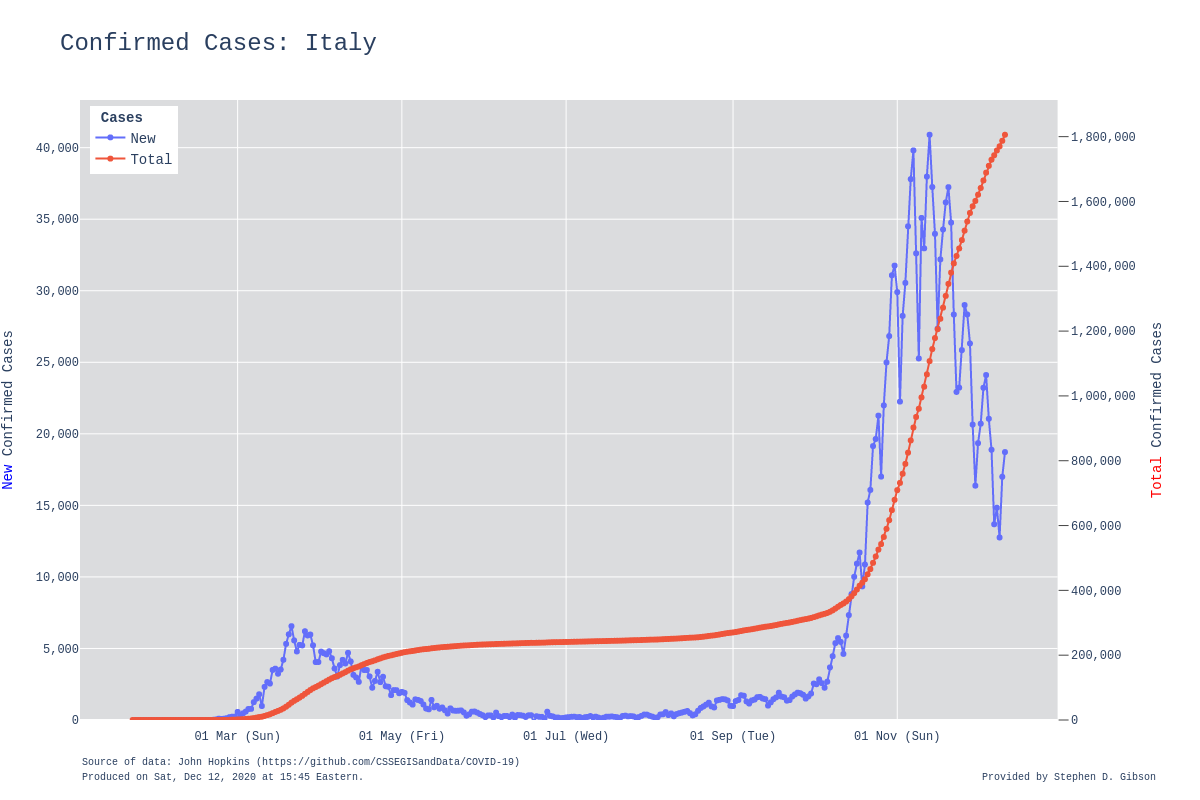 Confirmed Cases: Italy
Cases
New
Total
40,000
35,000
30,000
25,000
20,000
15,000
10,000
5,000
0
New Confirmed Cases
1,800,000
1,600,000
1,400,000
1,200,000
1,000,000
800,000
600,000
400,000
200,000
0
Total Confirmed Cases
01 Mar (Sun)
01 May (Fri)
01 Jul (Wed)
01 Sep (Tue)
01 Nov (Sun)
Source of data: John Hopkins (https://github.com/CSSEGISandData/COVID-19)
Produced on Sat, Dec 12, 2020 at 15:45 Eastern.
Provided by Stephen D. Gibson